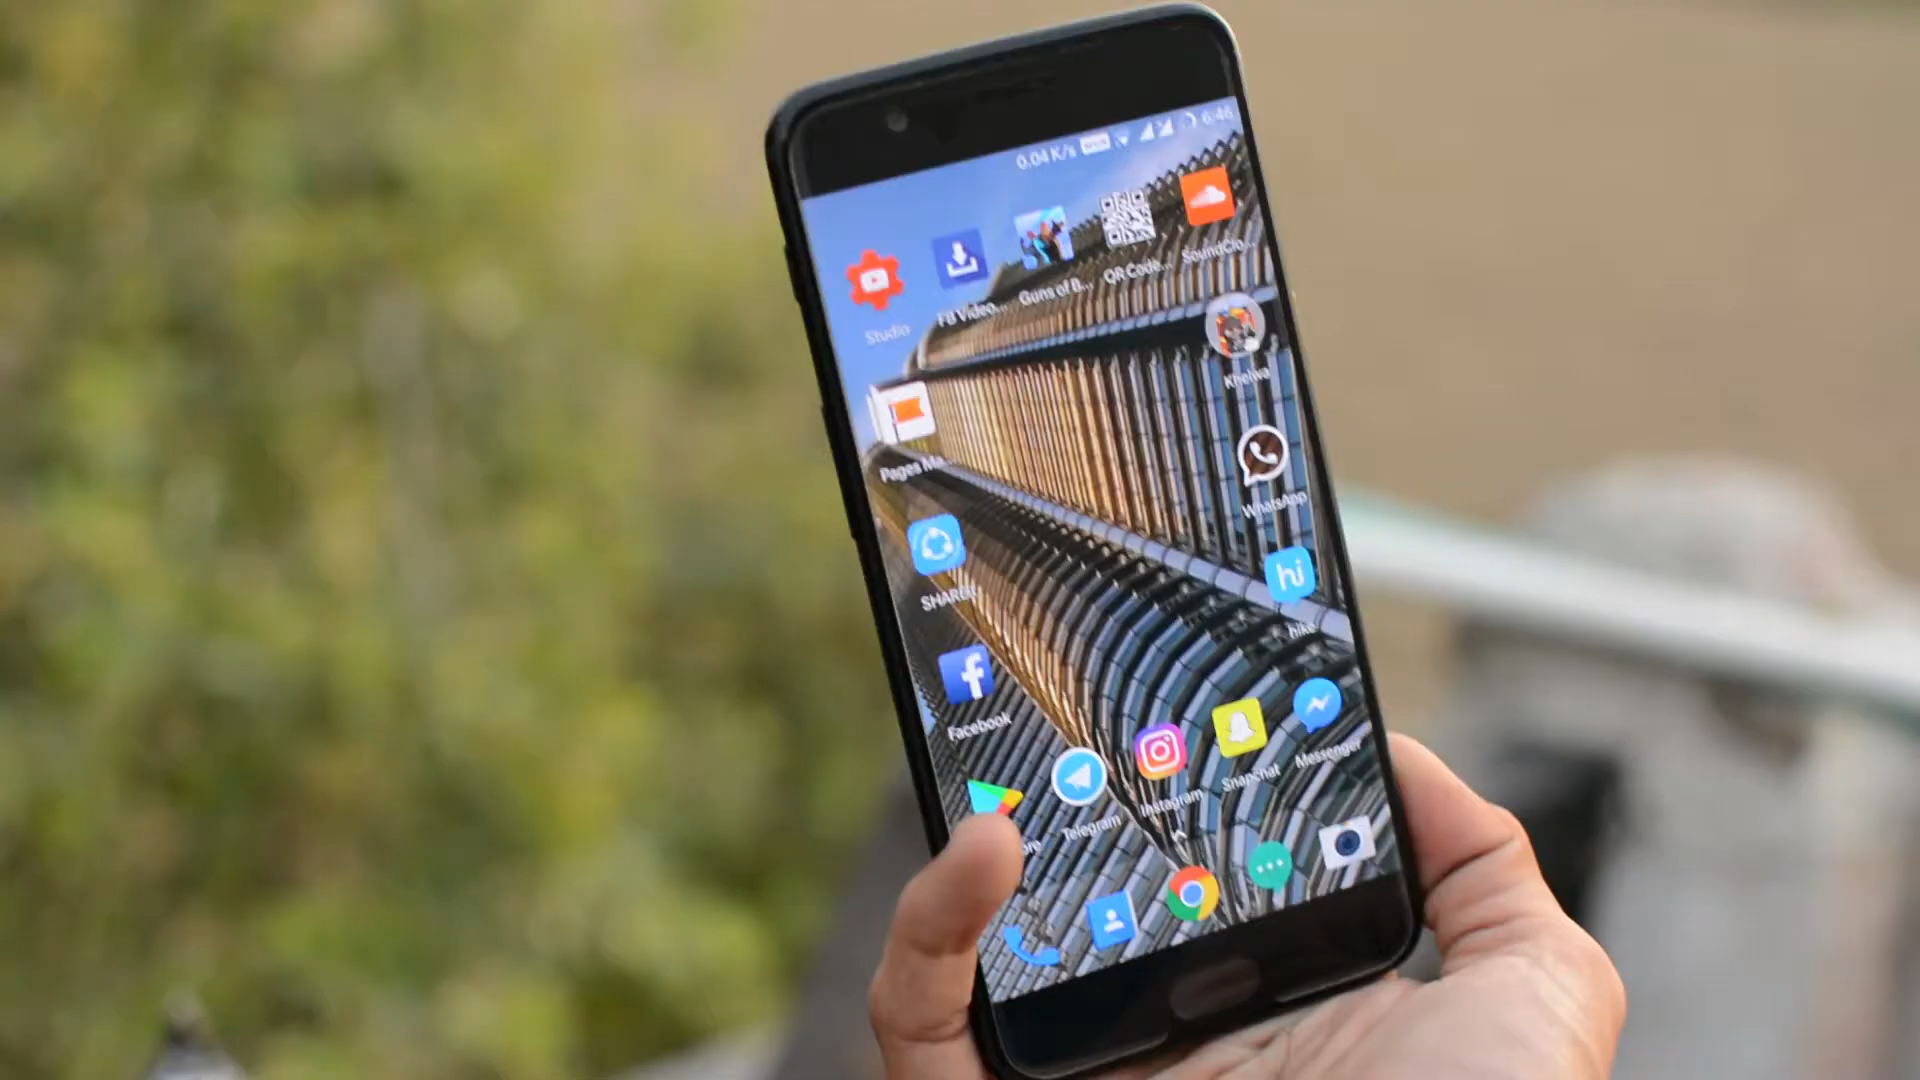 0.04 K/s 6:46
Studio
FB Video...
Guns of B...
QR Code...
SoundClo...
Khelwa
Pages Ma...
WhatsApp
SHAREit
hi
hike
Facebook
Telegram
Instagram
Snapchat
Messenger